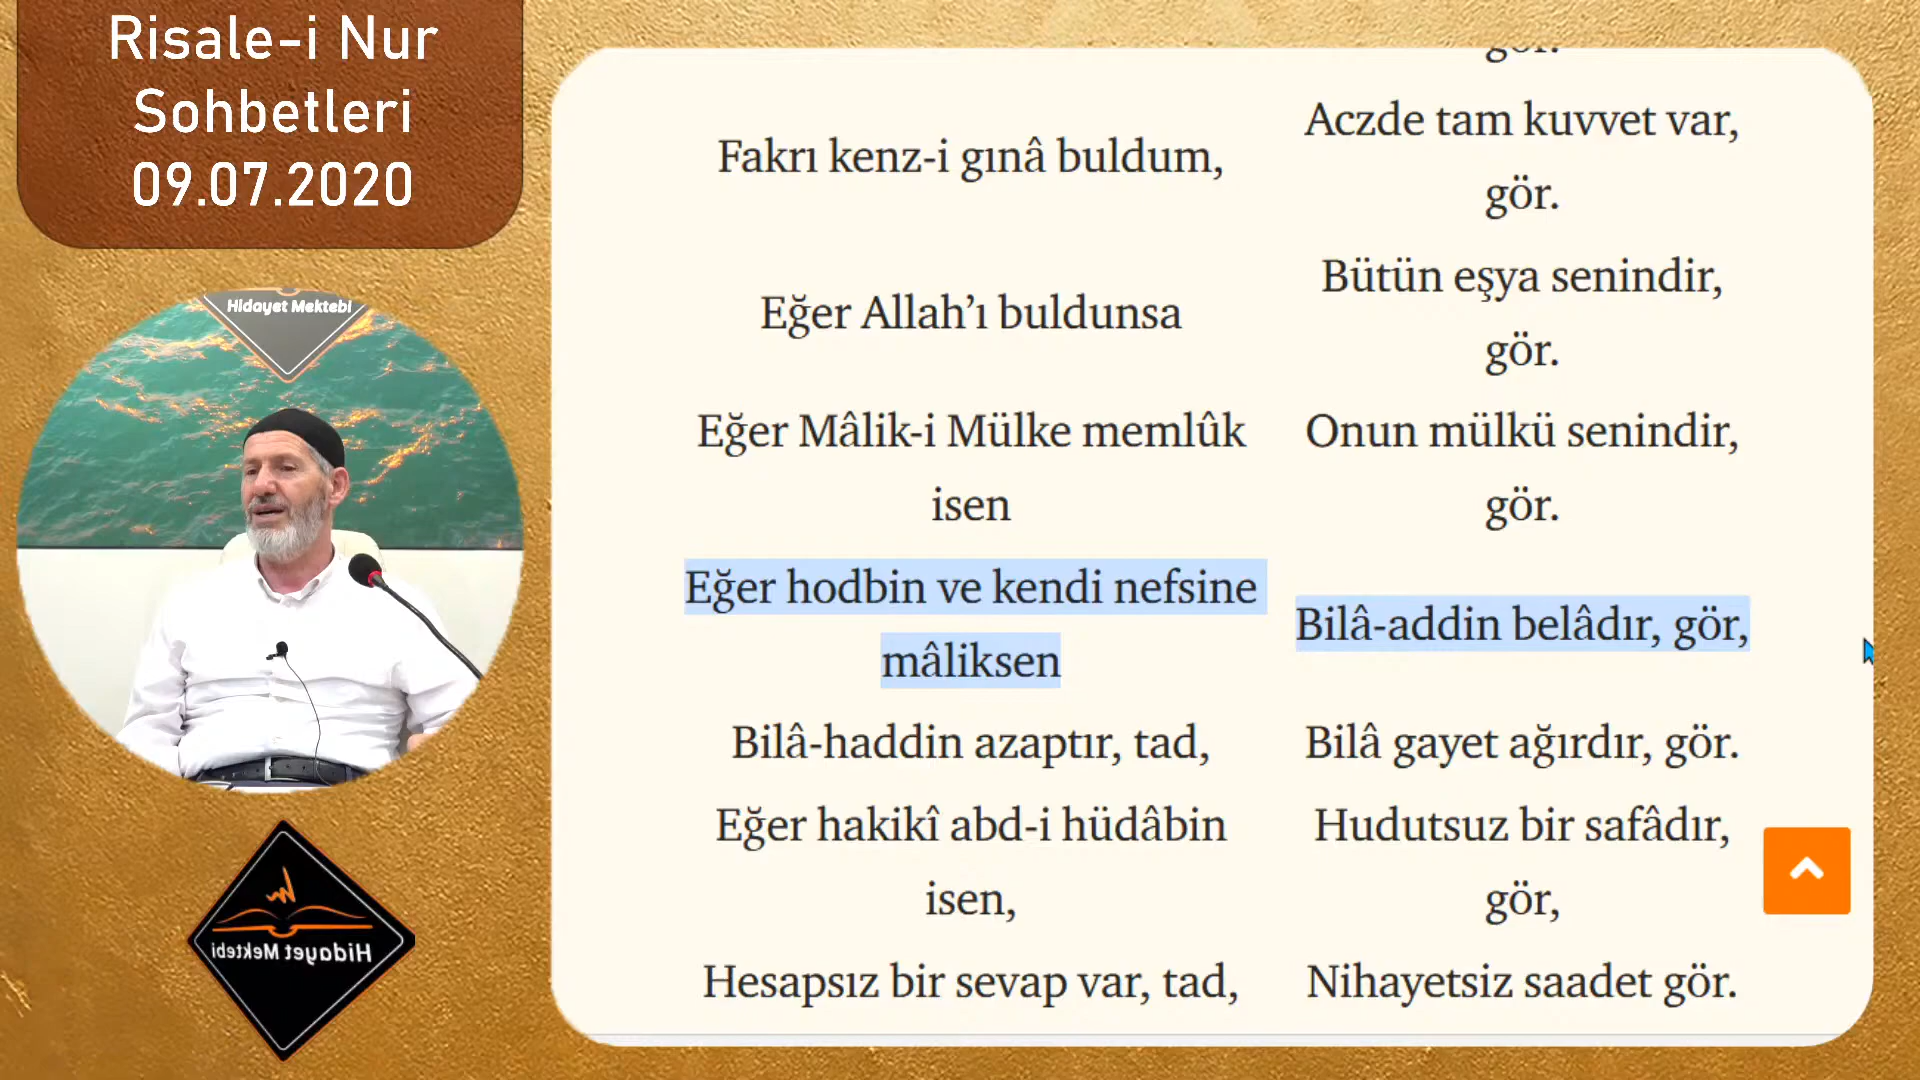 Risale-i Nur
Sohbetleri
09.07.2020
Hidayet Mektebi
Hidayet Mektebi
gör.
Fakrı kenz-i gınâ buldum,
Aczde tam kuvvet var,
gör.
Eğer Allah’ı buldunsa
Bütün eşya senindir,
gör.
Eğer Mâlik-i Mülke memlûk
isen
Onun mülkü senindir,
gör.
Eğer hodbin ve kendi nefsine
mâliksen
Bilâ-addin belâdır, gör,
Bilâ-haddin azaptır, tad,
Bilâ gayet ağırdır, gör.
Eğer hakikî abd-i hüdâbin
isen,
Hudutsuz bir safâdır,
gör,
Hesapsız bir sevap var, tad,
Nihayetsiz saadet gör.